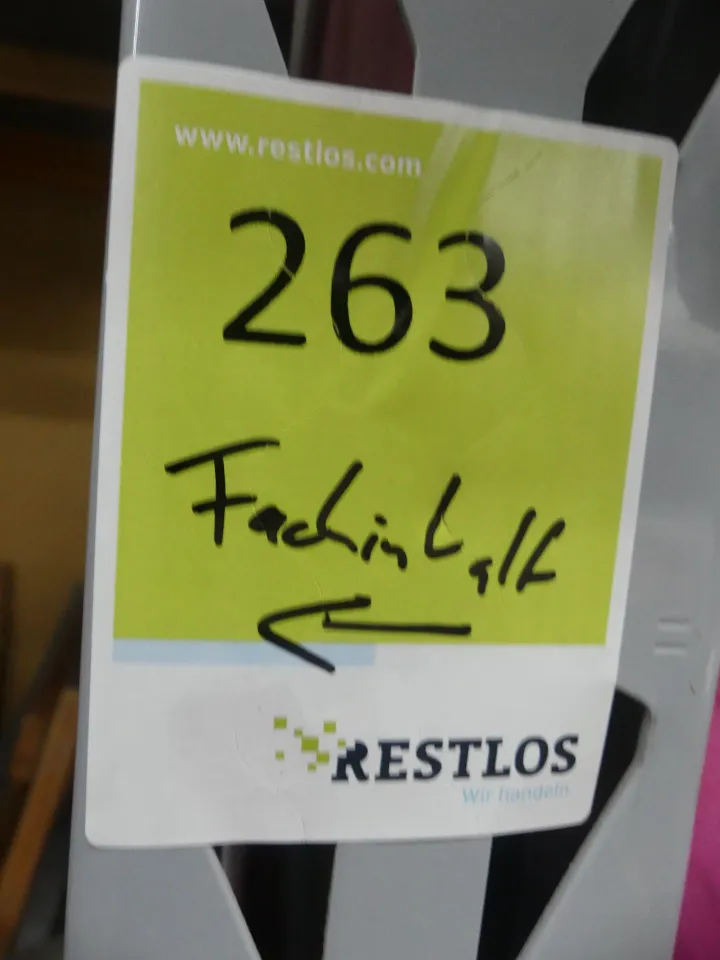 www.restlos.com
263
Fachinhalt
RESTLOS
Wir handeln.